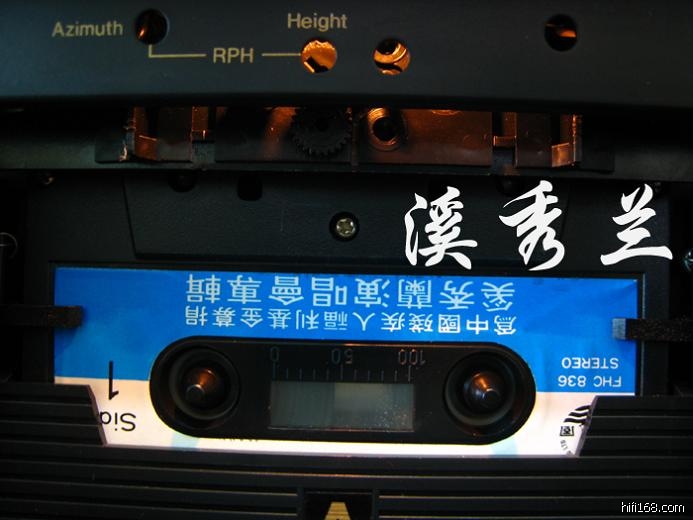 Azimuth
Height
RPH
溪秀兰
為中國殘疾人福利基金募捐
奚秀蘭演唱會專輯
0 50 100
FHC 836
STEREO
Side
1
hifi168.com